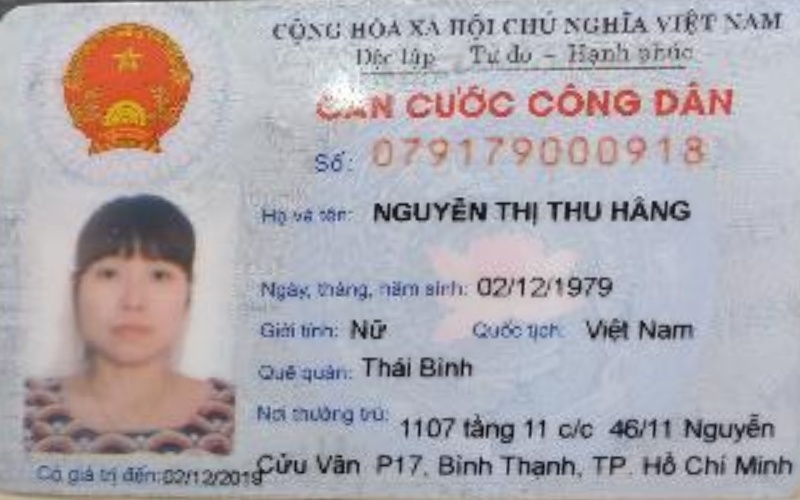 CỘNG HÒA XÃ HỘI CHỦ NGHĨA VIỆT NAM
Độc lập - Tự do - Hạnh phúc
CĂN CƯỚC CÔNG DÂN
Số: 079179000918
Họ và tên: NGUYỄN THỊ THU HẰNG
Ngày, tháng, năm sinh: 02/12/1979
Giới tính: Nữ Quốc tịch: Việt Nam
Quê quán: Thái Bình
Nơi thường trú: 1107 tầng 11 c/c 46/11 Nguyễn
Cửu Vân P17, Bình Thạnh, TP. Hồ Chí Minh
Có giá trị đến: 02/12/2019